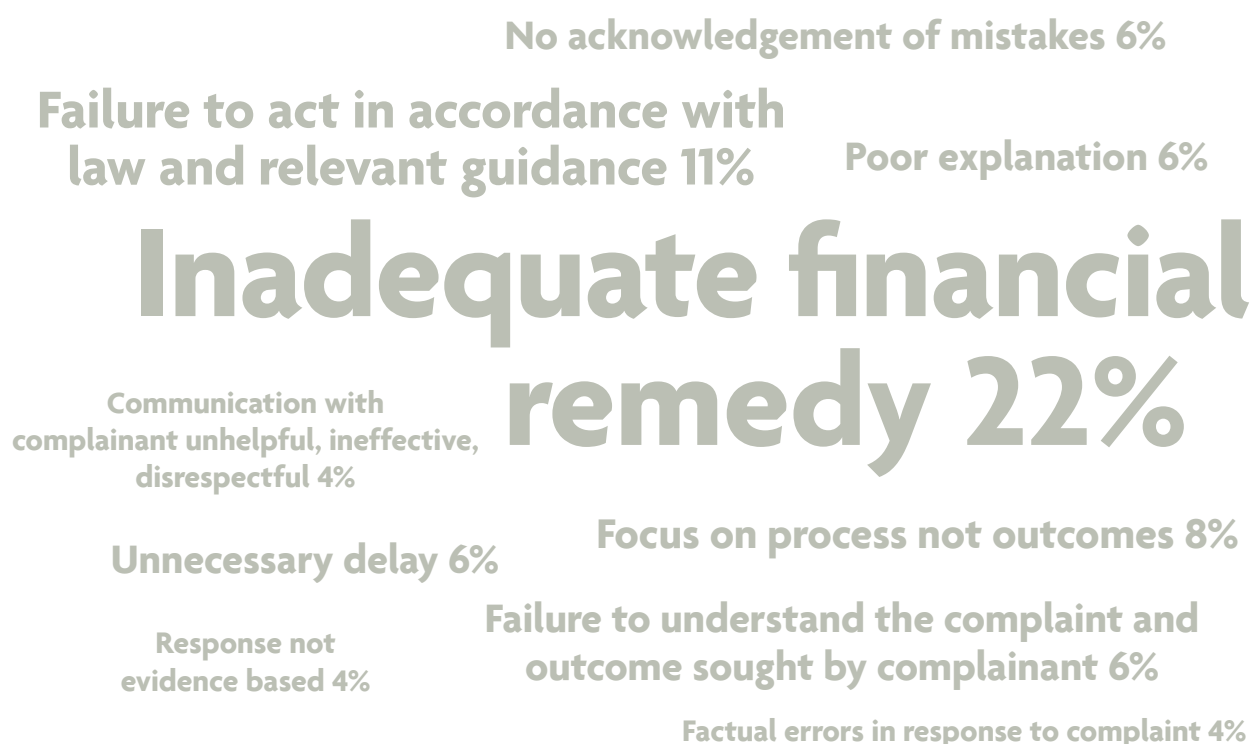 No acknowledgement of mistakes 6%
Failure to act in accordance with
law and relevant guidance 11%
Poor explanation 6%
Inadequate financial
remedy 22%
Communication with
complainant unhelpful, ineffective,
disrespectful 4%
Focus on process not outcomes 8%
Unnecessary delay 6%
Failure to understand the complaint and
outcome sought by complainant 6%
Response not
evidence based 4%
Factual errors in response to complaint 4%